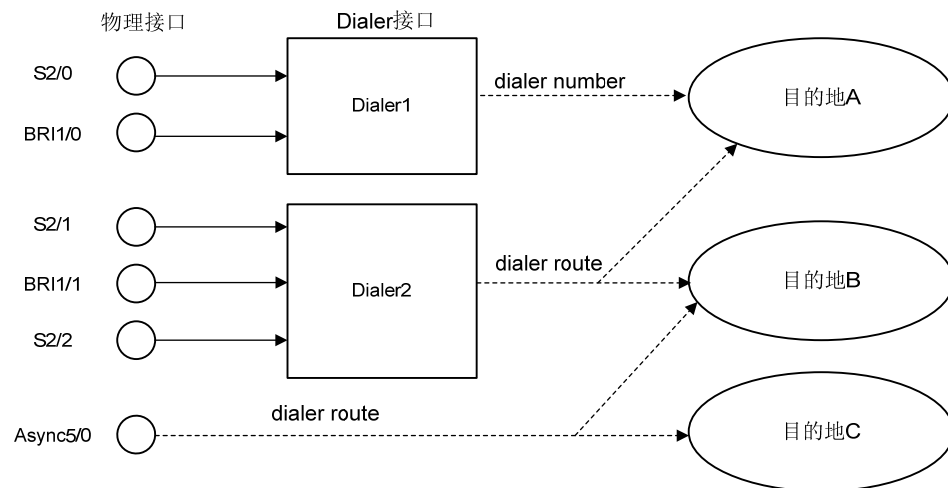 物理接口
Dialer接口
S2/0
BRI1/0
Dialer1
dialer number
目的地A
S2/1
BRI1/1
S2/2
Dialer2
dialer route
目的地B
Async5/0
dialer route
目的地C